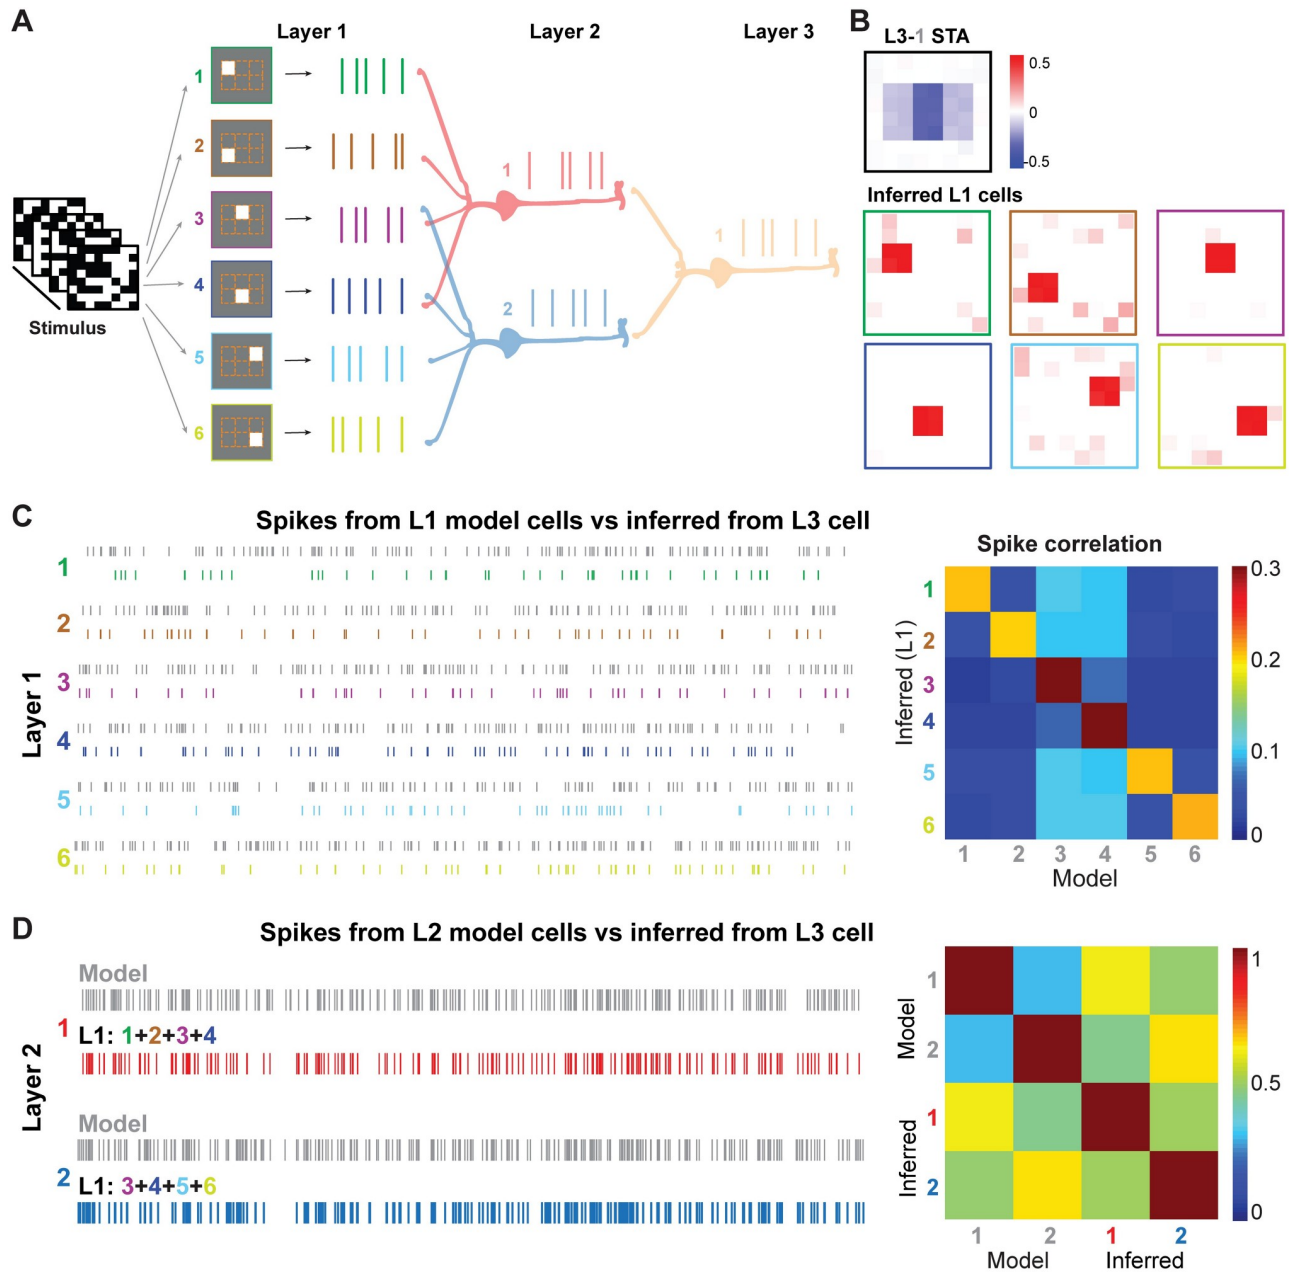 A
Layer 1
Layer 2
Layer 3
1
2
3
4
5
6
Stimulus
1
2
1
B
L3-1 STA
0.5
0
-0.5
Inferred L1 cells
C
Spikes from L1 model cells vs inferred from L3 cell
Layer 1
1
2
3
4
5
6
Spike correlation
Inferred (L1)
1
2
3
4
5
6
1 2 3 4 5 6
Model
0.3
0.2
0.1
0
D
Spikes from L2 model cells vs inferred from L3 cell
Layer 2
Model
1
L1: 1+2+3+4
Model
2
L1: 3+4+5+6
Model
1
2
Inferred
1
2
1 2 1 2
Model Inferred
1
0.5
0